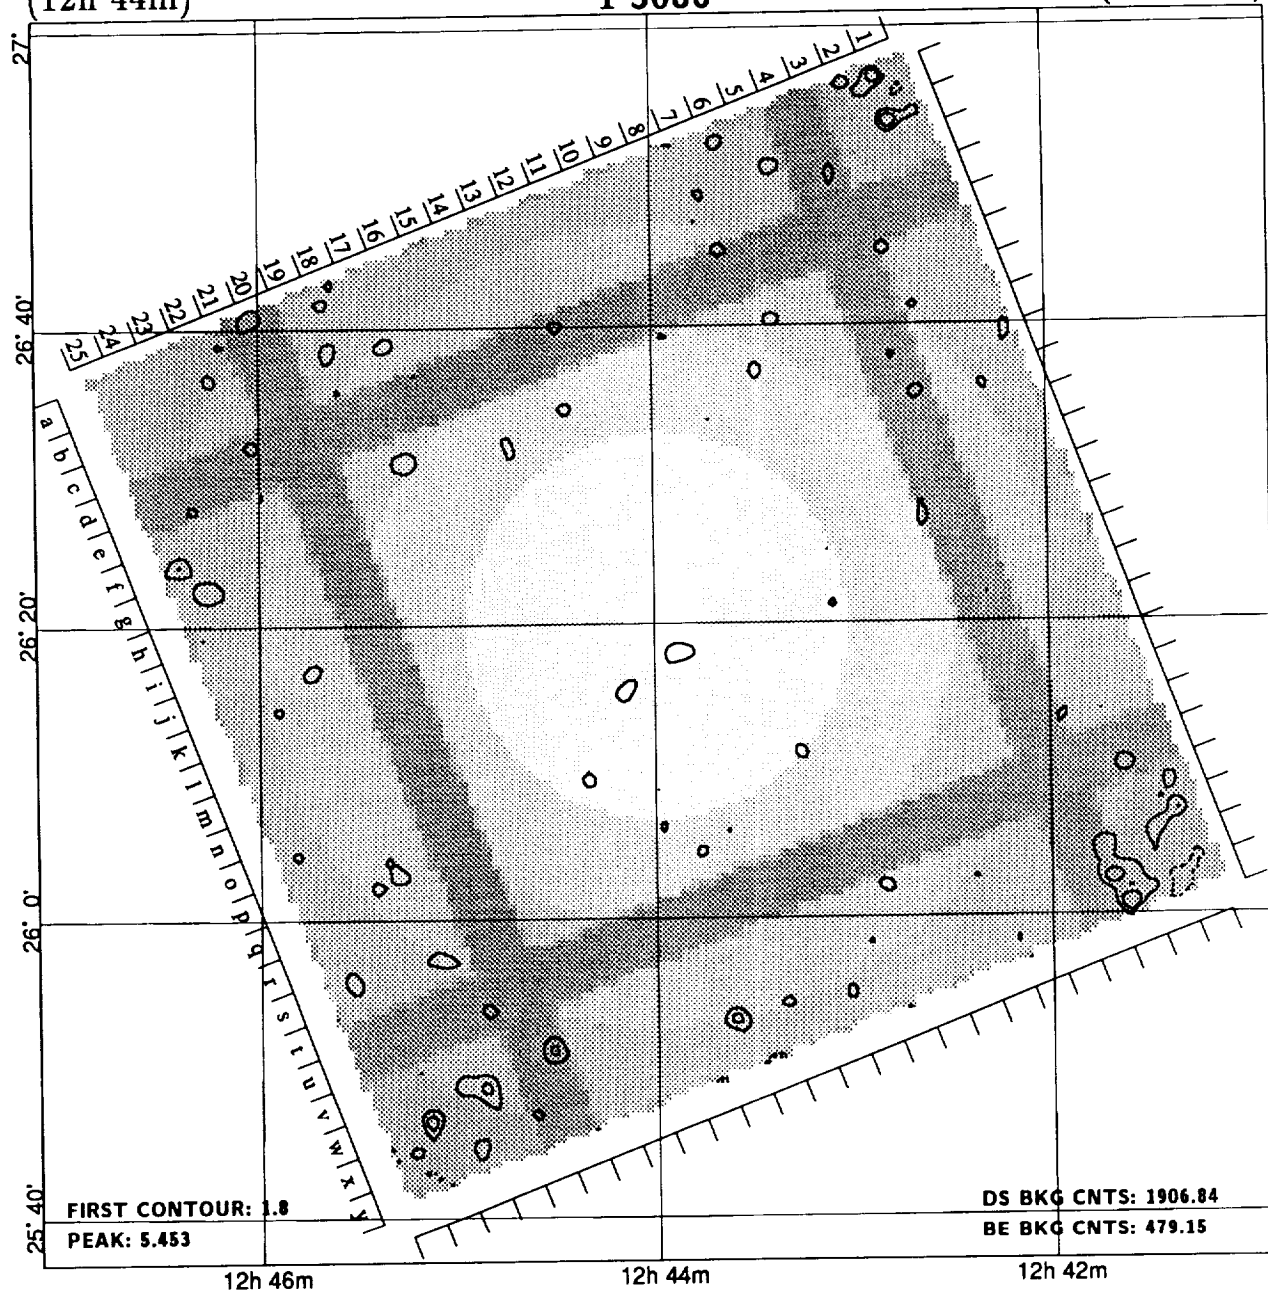 (12h 44m)
27°
1
2
3
4
5
6
7
8
9
10
11
12
13
14
15
16
17
18
19
20
21
22
23
24
25
26° 40'
a
b
c
d
e
f
g
h
i
j
k
l
m
n
o
p
q
r
s
t
u
v
w
x
y
26° 20'
26° 0'
25° 40'
FIRST CONTOUR: 1.8
PEAK: 5.453
DS BKG CNTS: 1906.84
BE BKG CNTS: 479.15
12h 46m
12h 44m
12h 42m